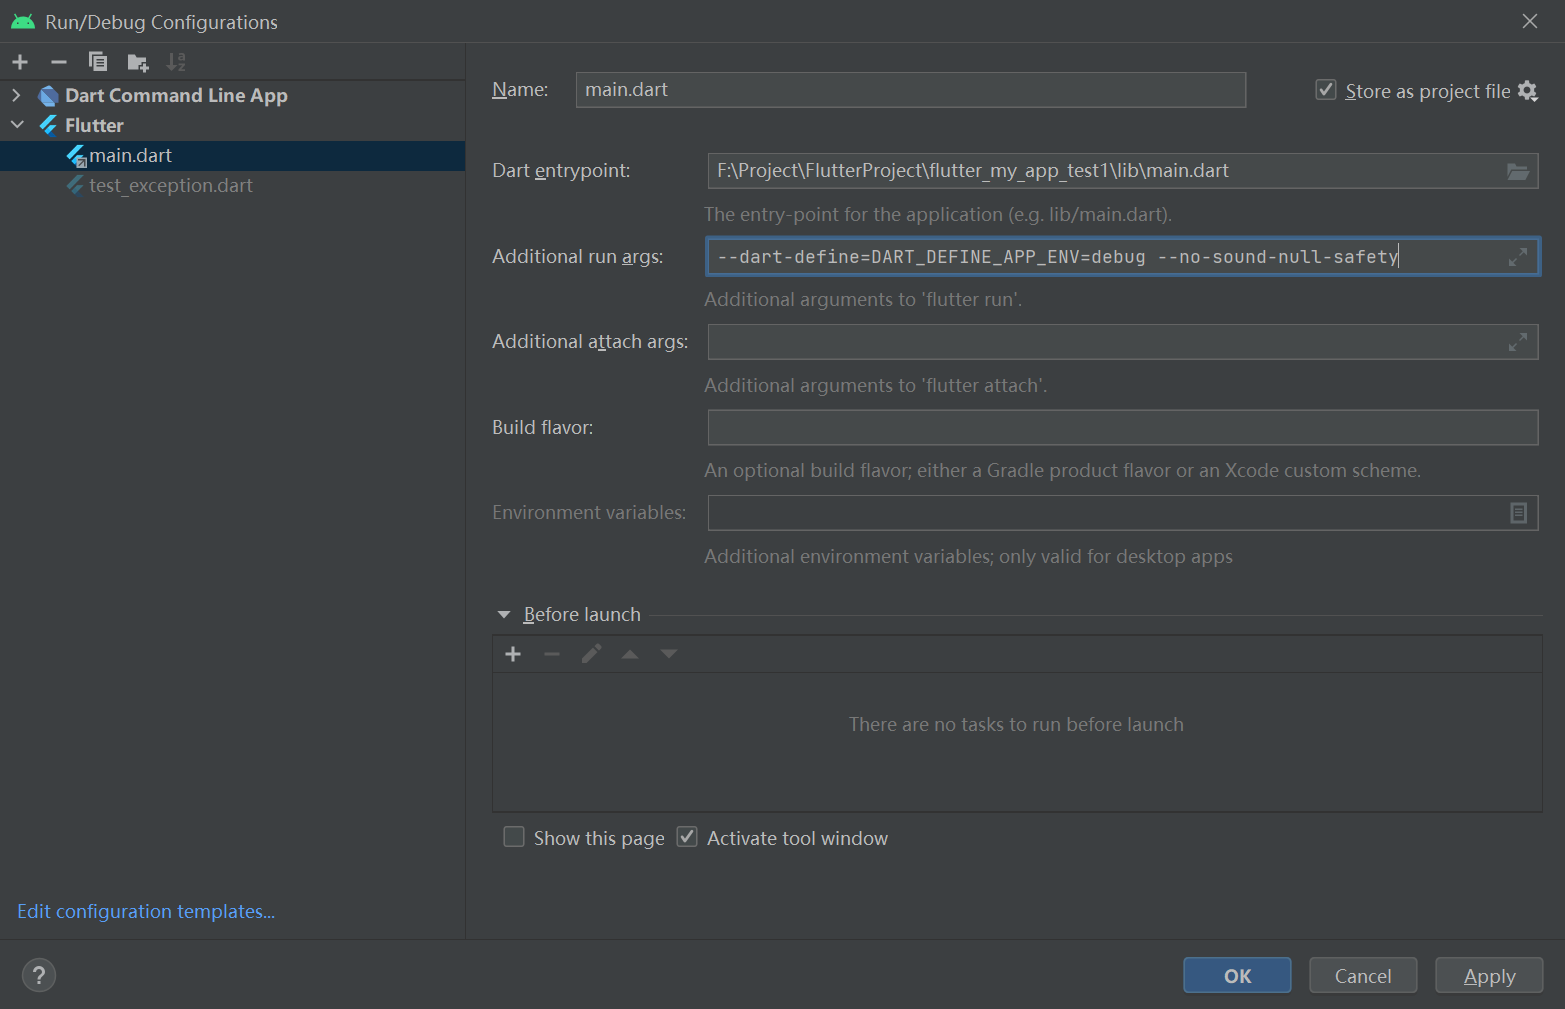 Run/Debug Configurations
Dart Command Line App
Flutter
main.dart
test_exception.dart
Edit configuration templates...
Name: main.dart
Store as project file
Dart entrypoint: F:\Project\FlutterProject\flutter_my_app_test1\lib\main.dart
The entry-point for the application (e.g. lib/main.dart).
Additional run args: --dart-define=DART_DEFINE_APP_ENV=debug --no-sound-null-safety
Additional arguments to 'flutter run'.
Additional attach args:
Additional arguments to 'flutter attach'.
Build flavor:
An optional build flavor; either a Gradle product flavor or an Xcode custom scheme.
Environment variables:
Additional environment variables; only valid for desktop apps
Before launch
There are no tasks to run before launch
Show this page Activate tool window
? OK Cancel Apply